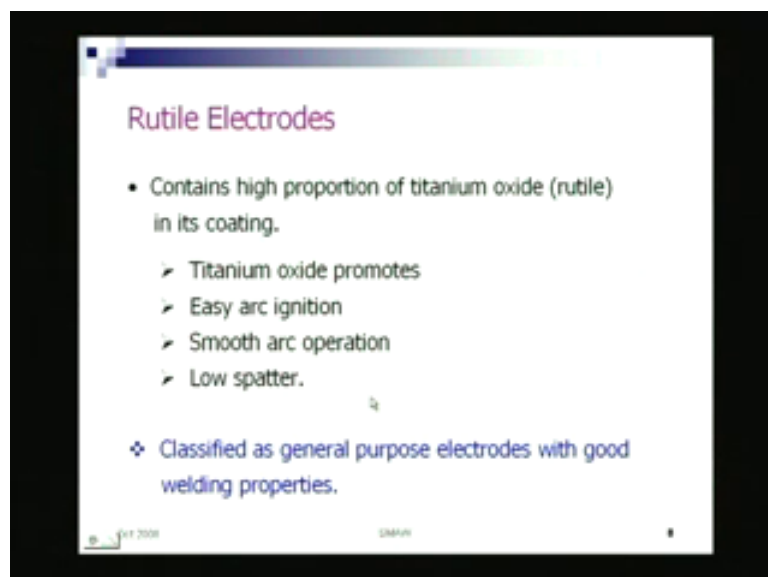 Rutile Electrodes
• Contains high proportion of titanium oxide (rutile)
in its coating.
➢ Titanium oxide promotes
➢ Easy arc ignition
➢ Smooth arc operation
➢ Low spatter.
❖ Classified as general purpose electrodes with good
welding properties.